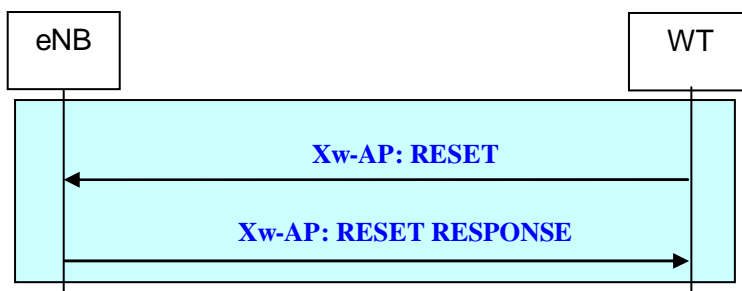 eNB
WT
Xw-AP: RESET
Xw-AP: RESET RESPONSE